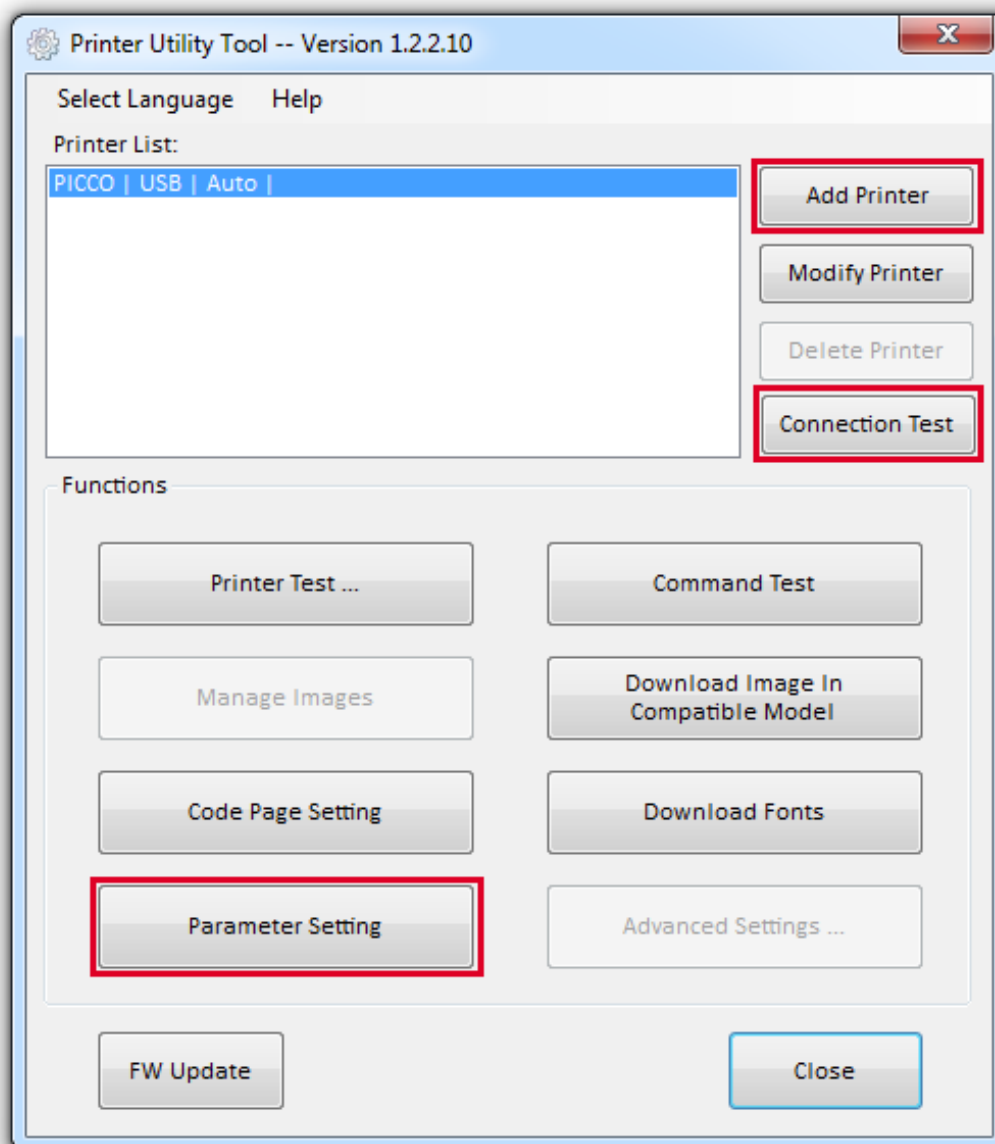 Printer Utility Tool -- Version 1.2.2.10
Select Language Help
Printer List:
PICCO | USB | Auto |
Add Printer
Modify Printer
Delete Printer
Connection Test
Functions
Printer Test ...
Command Test
Manage Images
Download Image In
Compatible Model
Code Page Setting
Download Fonts
Parameter Setting
Advanced Settings ...
FW Update
Close